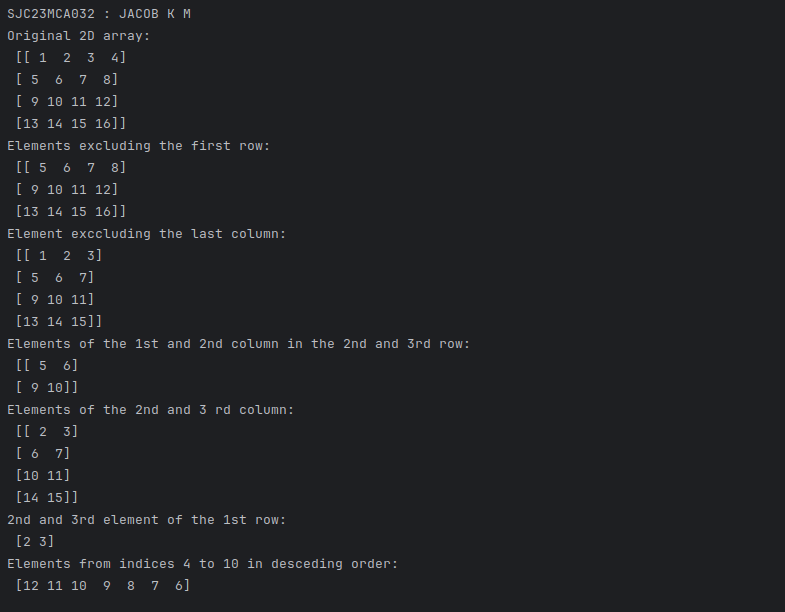 SJC23MCA032 : JACOB K M
Original 2D array:
 [[ 1  2  3  4]
 [ 5  6  7  8]
 [ 9 10 11 12]
 [13 14 15 16]]
Elements excluding the first row:
 [[ 5  6  7  8]
 [ 9 10 11 12]
 [13 14 15 16]]
Element exccluding the last column:
 [[ 1  2  3]
 [ 5  6  7]
 [ 9 10 11]
 [13 14 15]]
Elements of the 1st and 2nd column in the 2nd and 3rd row:
 [[ 5  6]
 [ 9 10]]
Elements of the 2nd and 3 rd column:
 [[ 2  3]
 [ 6  7]
 [10 11]
 [14 15]]
2nd and 3rd element of the 1st row:
 [2 3]
Elements from indices 4 to 10 in desceding order:
 [12 11 10  9  8  7  6]